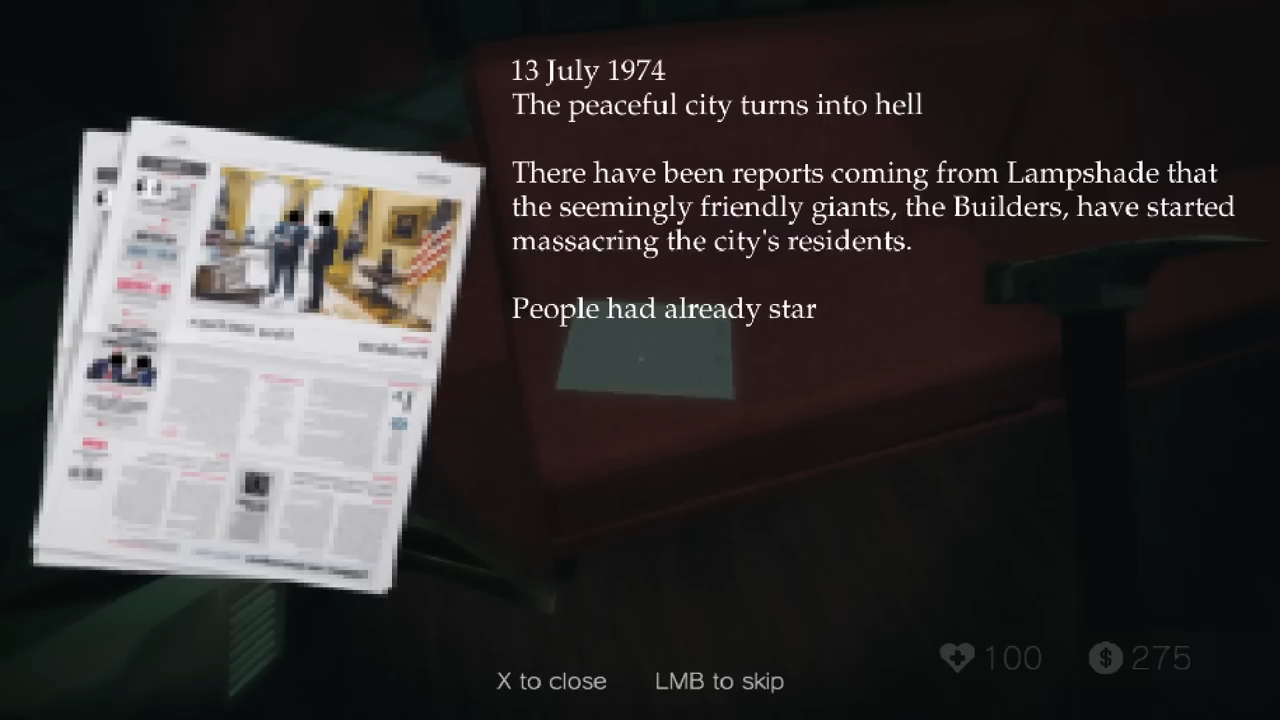 13 July 1974
The peaceful city turns into hell
There have been reports coming from Lampshade that
the seemingly friendly giants, the Builders, have started
massacring the city's residents.
People had already star
100
$ 275
X to close
LMB to skip